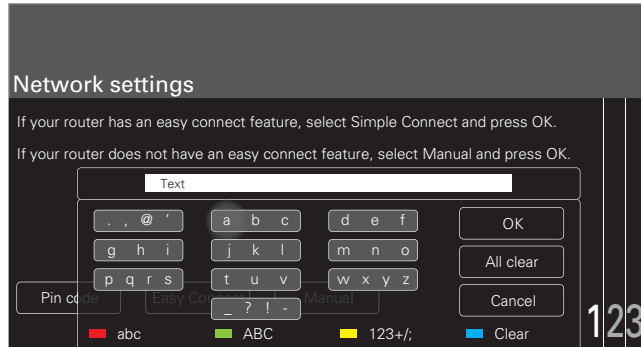 Network settings
If your router has an easy connect feature, select Simple Connect and press OK.
If your router does not have an easy connect feature, select Manual and press OK.
Text
. , @ ' a b c d e f OK
g h i j k l m n o All clear
p q r s t u v w x y z
Pin code Easy Connect Manual Cancel
_ ? ! -
abc ABC 123+/; Clear
123